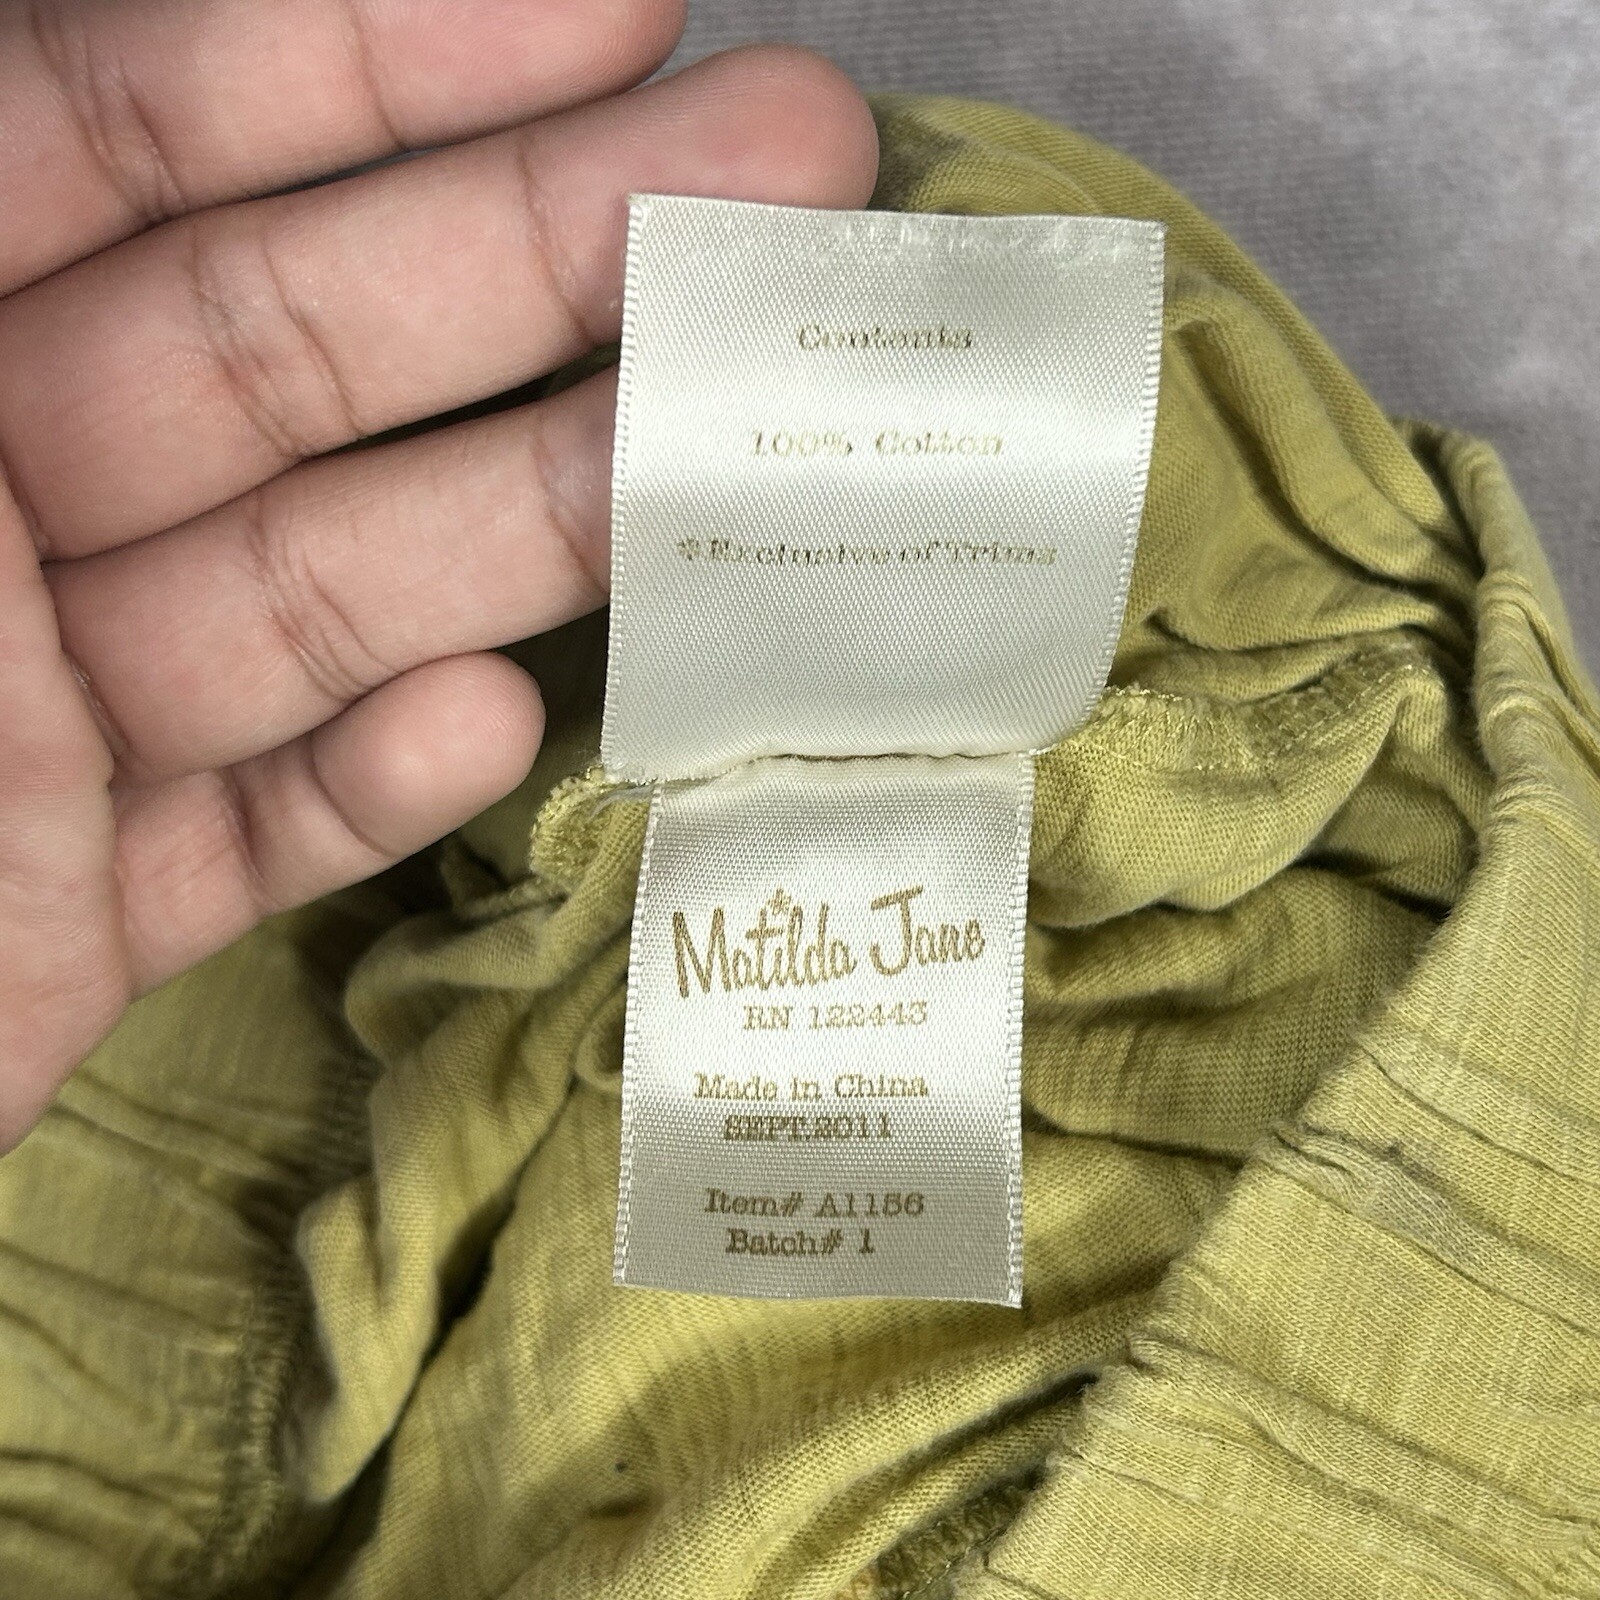 Contents
100% Cotton
*Exclusive of Trims
Matilda Jane
RN 122443
Made in China
SEPT.2011
Item# A1156
Batch# 1